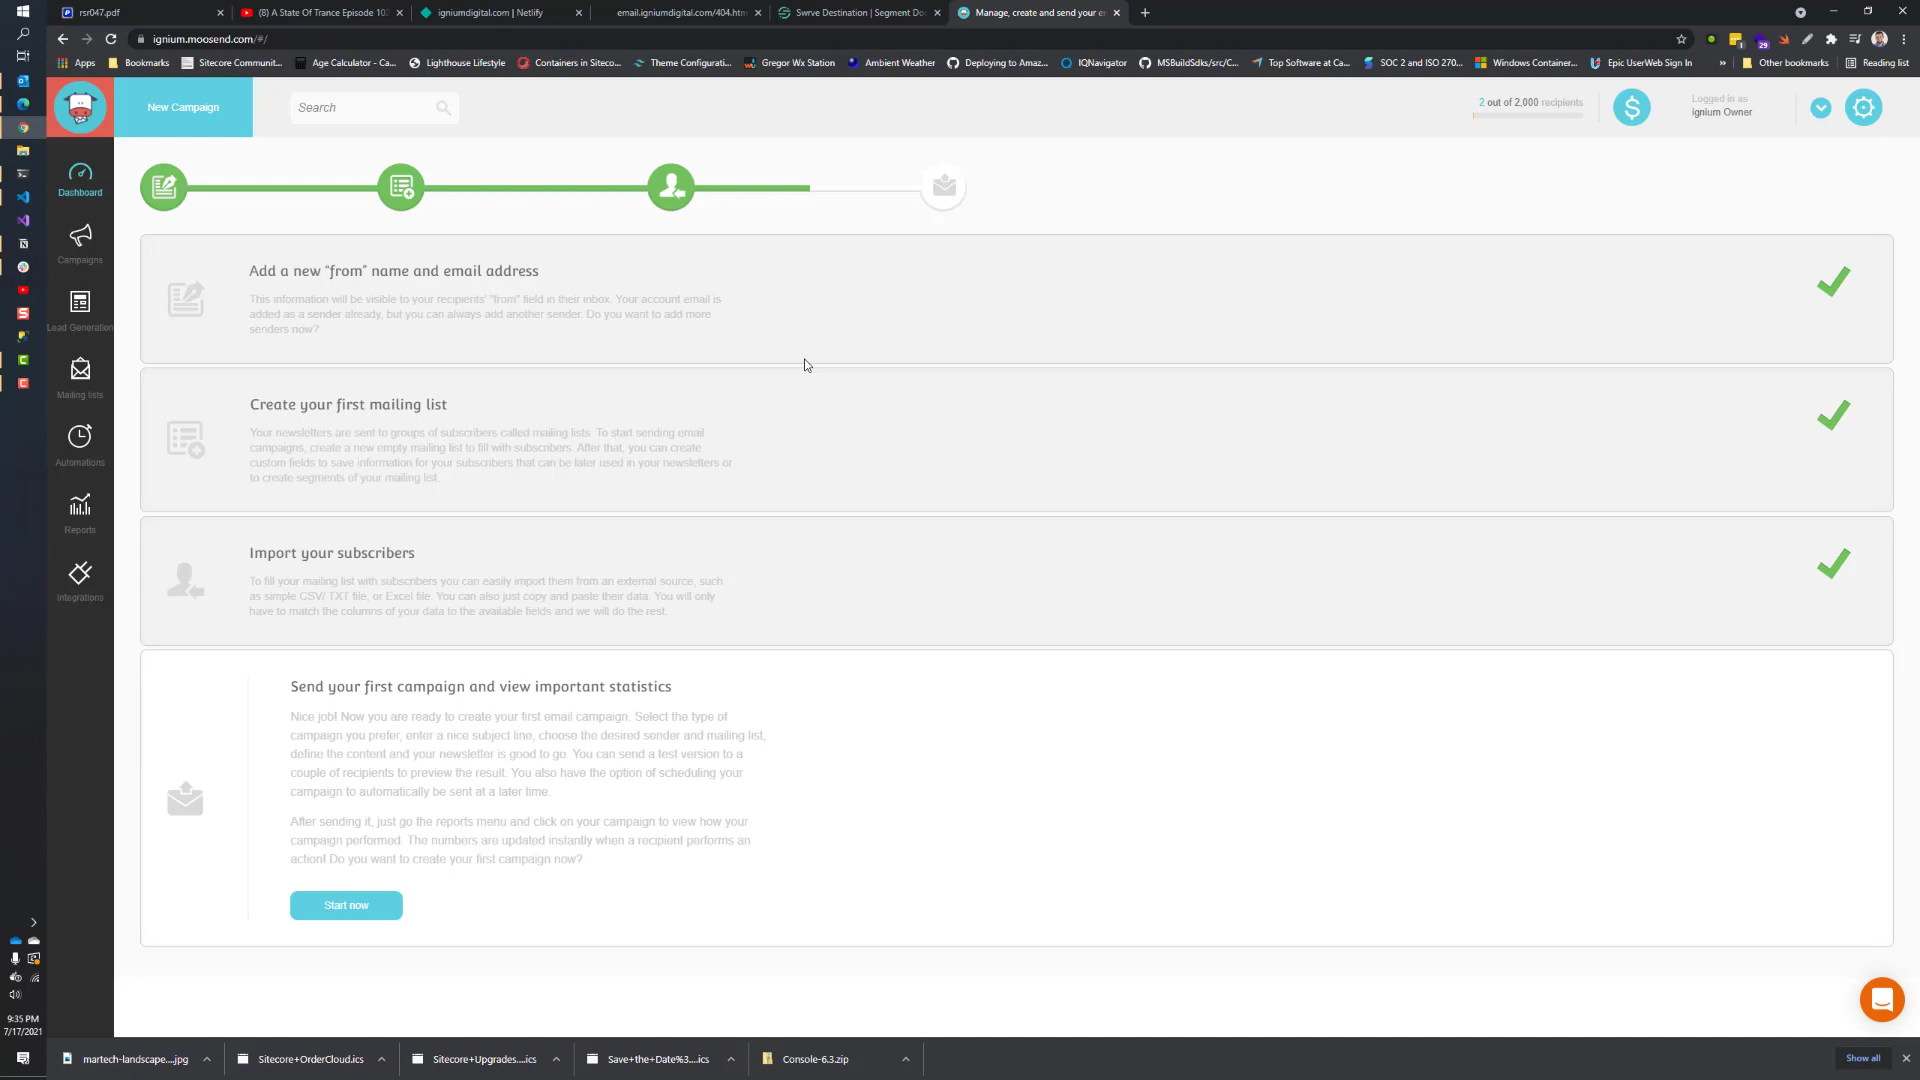 rsr047.pdf
(8) A State Of Trance Episode 102
igniumdigital.com | Netlify
email.igniumdigital.com/404.htm
Swrve Destination | Segment Do
Manage, create and send your e
ignium.moosend.com/#/
Apps
Bookmarks
Sitecore Communit...
Age Calculator - Ca...
Lighthouse Lifestyle
Containers in Siteco...
Theme Configurati...
Gregor Wx Station
Ambient Weather
Deploying to Amaz...
IQNavigator
MSBuildSdks/src/C...
Top Software at Ca...
SOC 2 and ISO 270...
Windows Container...
Epic UserWeb Sign In
»
Other bookmarks
Reading list
New Campaign
Search
2 out of 2,000 recipients
Logged in as
ignium Owner
Dashboard
Campaigns
Lead Generation
Mailing lists
Automations
Reports
Integrations
Add a new “from” name and email address
This information will be visible to your recipients' "from" field in their inbox. Your account email is
added as a sender already, but you can always add another sender. Do you want to add more
senders now?
Create your first mailing list
Your newsletters are sent to groups of subscribers called mailing lists. To start sending email
campaigns, create a new empty mailing list to fill with subscribers. After that, you can create
custom fields to save information for your subscribers that can be later used in your newsletters or
to create segments of your mailing list.
Import your subscribers
To fill your mailing list with subscribers you can easily import them from an external source, such
as simple CSV/ TXT file, or Excel file. You can also just copy and paste their data. You will only
have to match the columns of your data to the available fields and we will do the rest.
Send your first campaign and view important statistics
Nice job! Now you are ready to create your first email campaign. Select the type of
campaign you prefer, enter a nice subject line, choose the desired sender and mailing list,
define the content and your newsletter is good to go. You can send a test version to a
couple of recipients to preview the result. You also have the option of scheduling your
campaign to automatically be sent at a later time.
After sending it, just go the reports menu and click on your campaign to view how your
campaign performed. The numbers are updated instantly when a recipient performs an
action! Do you want to create your first campaign now?
Start now
9:35 PM
7/17/2021
martech-landscape....jpg
Sitecore+OrderCloud.ics
Sitecore+Upgrades....ics
Save+the+Date%3....ics
Console-6.3.zip
Show all